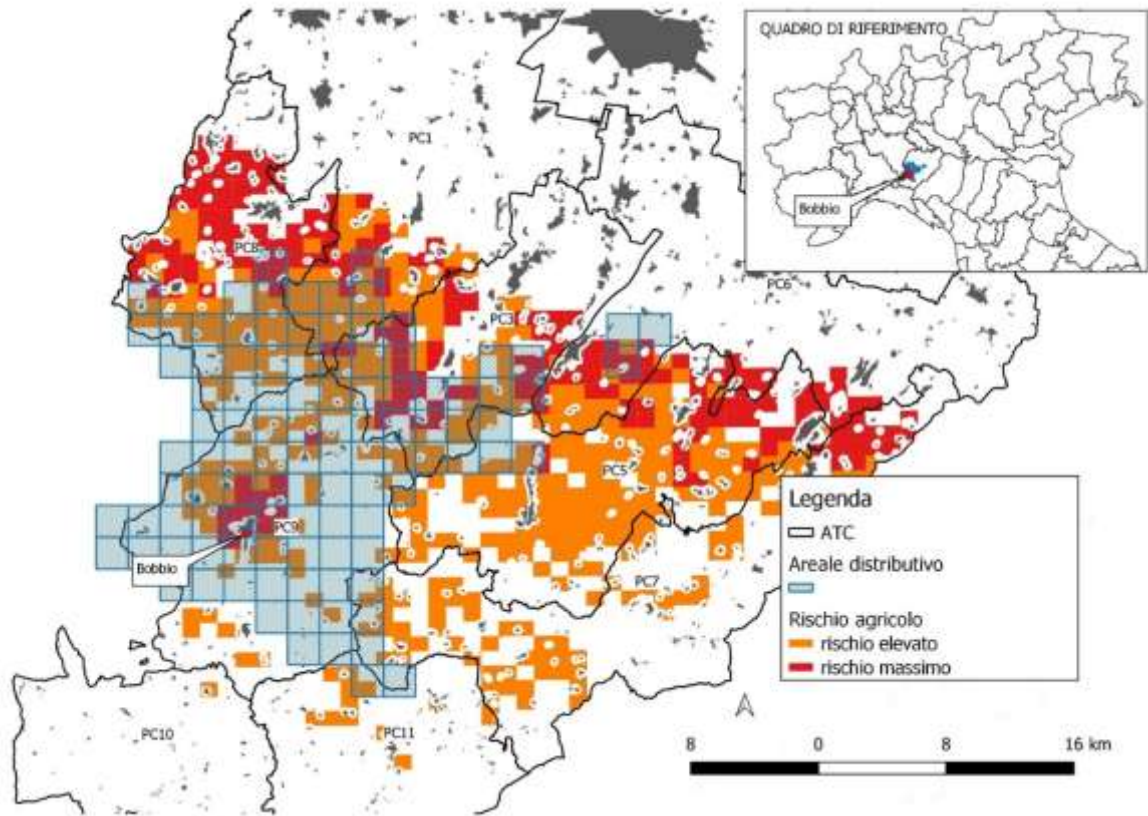 QUADRO DI RIFERIMENTO
Bobbio
PC1
PC8
PC6
PC3
PC5
PC9
Bobbio
PC7
PC10
PC11
Legenda
ATC
Areale distributivo
Rischio agricolo
rischio elevato
rischio massimo
8 0 8 16 km